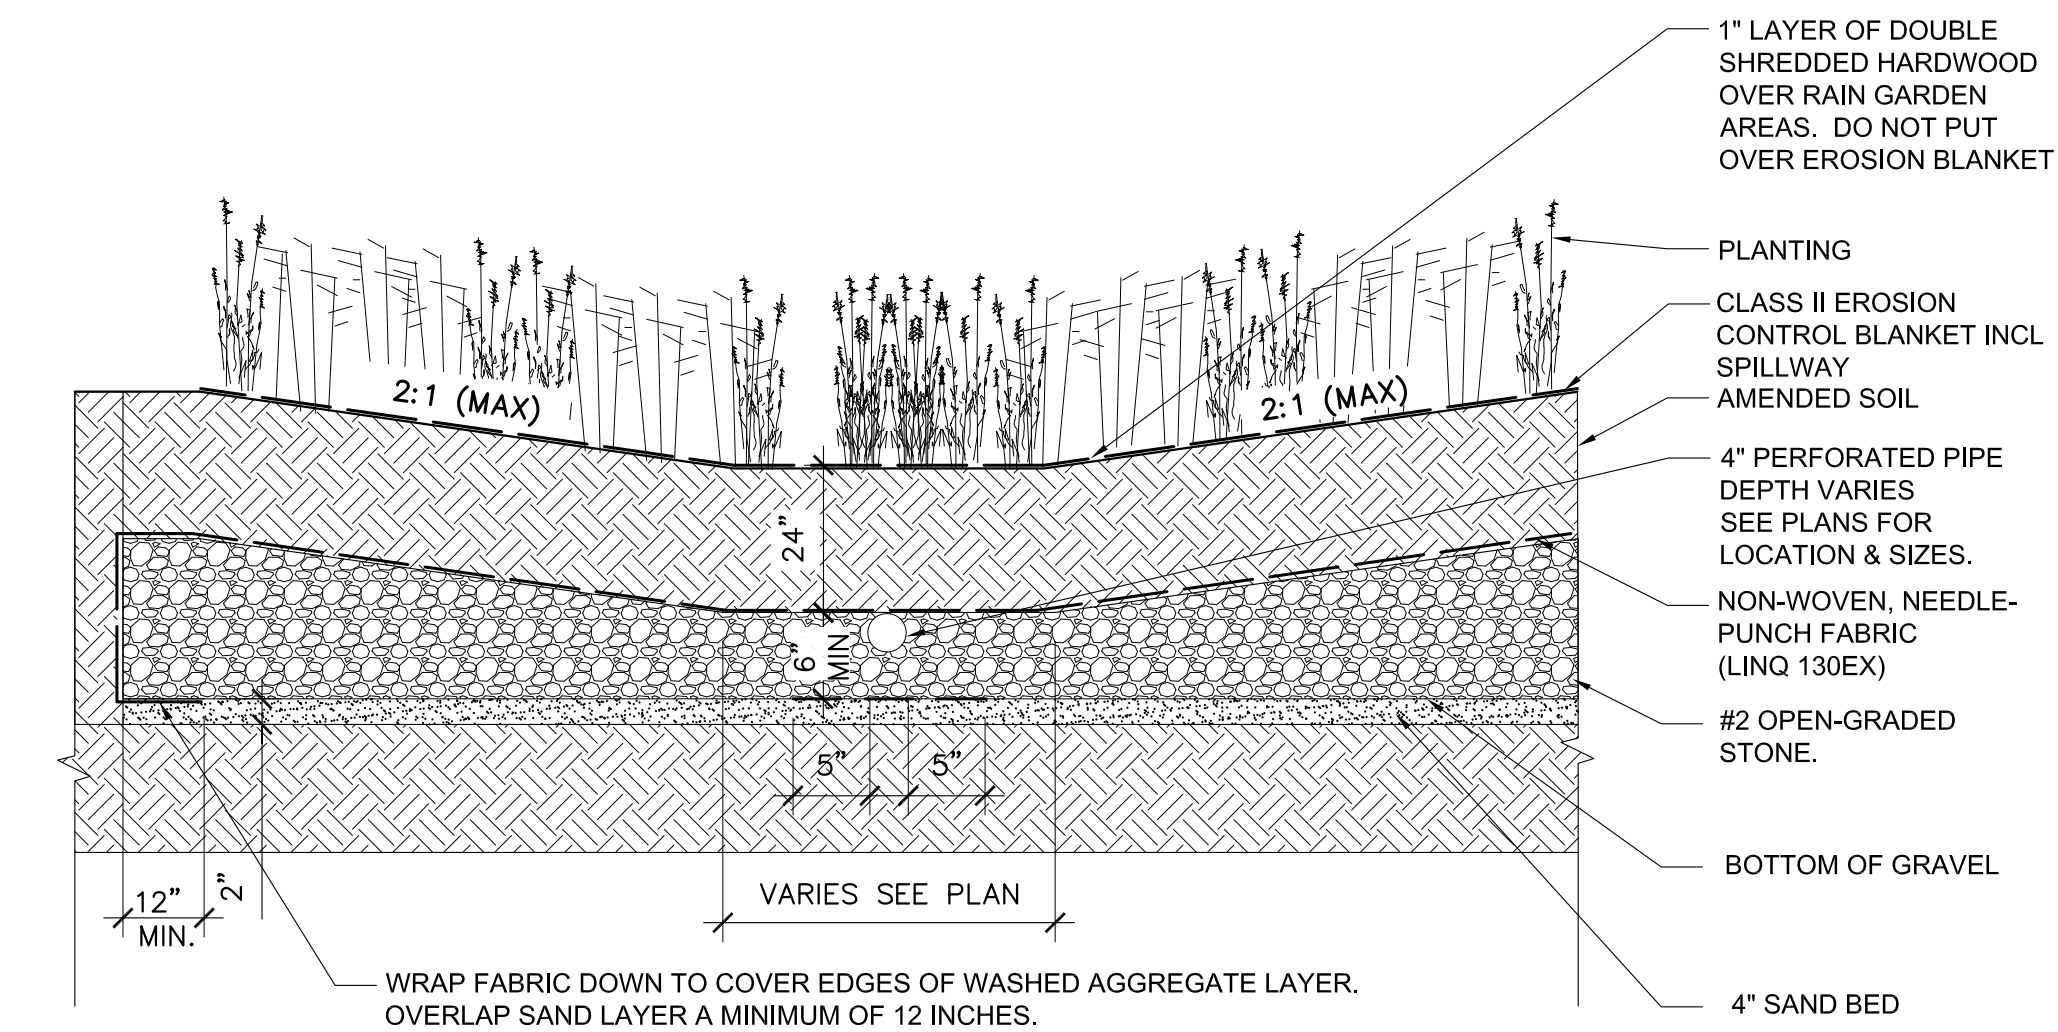 1" LAYER OF DOUBLE
SHREDDED HARDWOOD
OVER RAIN GARDEN
AREAS. DO NOT PUT
OVER EROSION BLANKET
PLANTING
CLASS II EROSION
CONTROL BLANKET INCL
SPILLWAY
AMENDED SOIL
4" PERFORATED PIPE
DEPTH VARIES
SEE PLANS FOR
LOCATION & SIZES.
NON-WOVEN, NEEDLE-
PUNCH FABRIC
(LINQ 130EX)
#2 OPEN-GRADED
STONE.
BOTTOM OF GRAVEL
4" SAND BED
2:1 (MAX)
2:1 (MAX)
24"
6"
MIN
5"
5"
12"
MIN.
2"
VARIES SEE PLAN
WRAP FABRIC DOWN TO COVER EDGES OF WASHED AGGREGATE LAYER.
OVERLAP SAND LAYER A MINIMUM OF 12 INCHES.